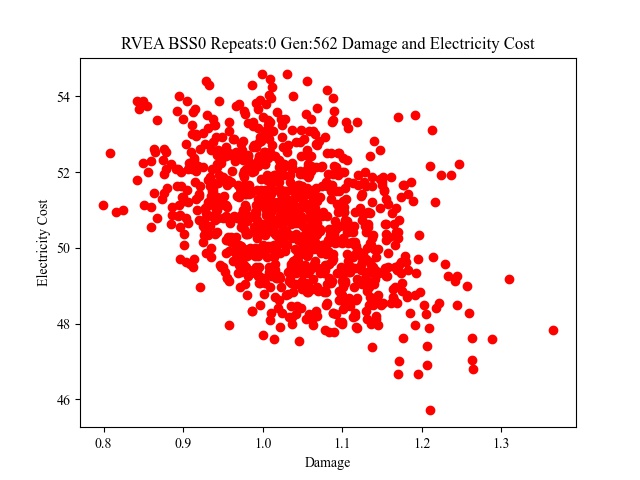 RVEA BSS0 Repeats:0 Gen:562 Damage and Electricity Cost
54
52
50
48
46
Electricity Cost
0.8 0.9 1.0 1.1 1.2 1.3
Damage